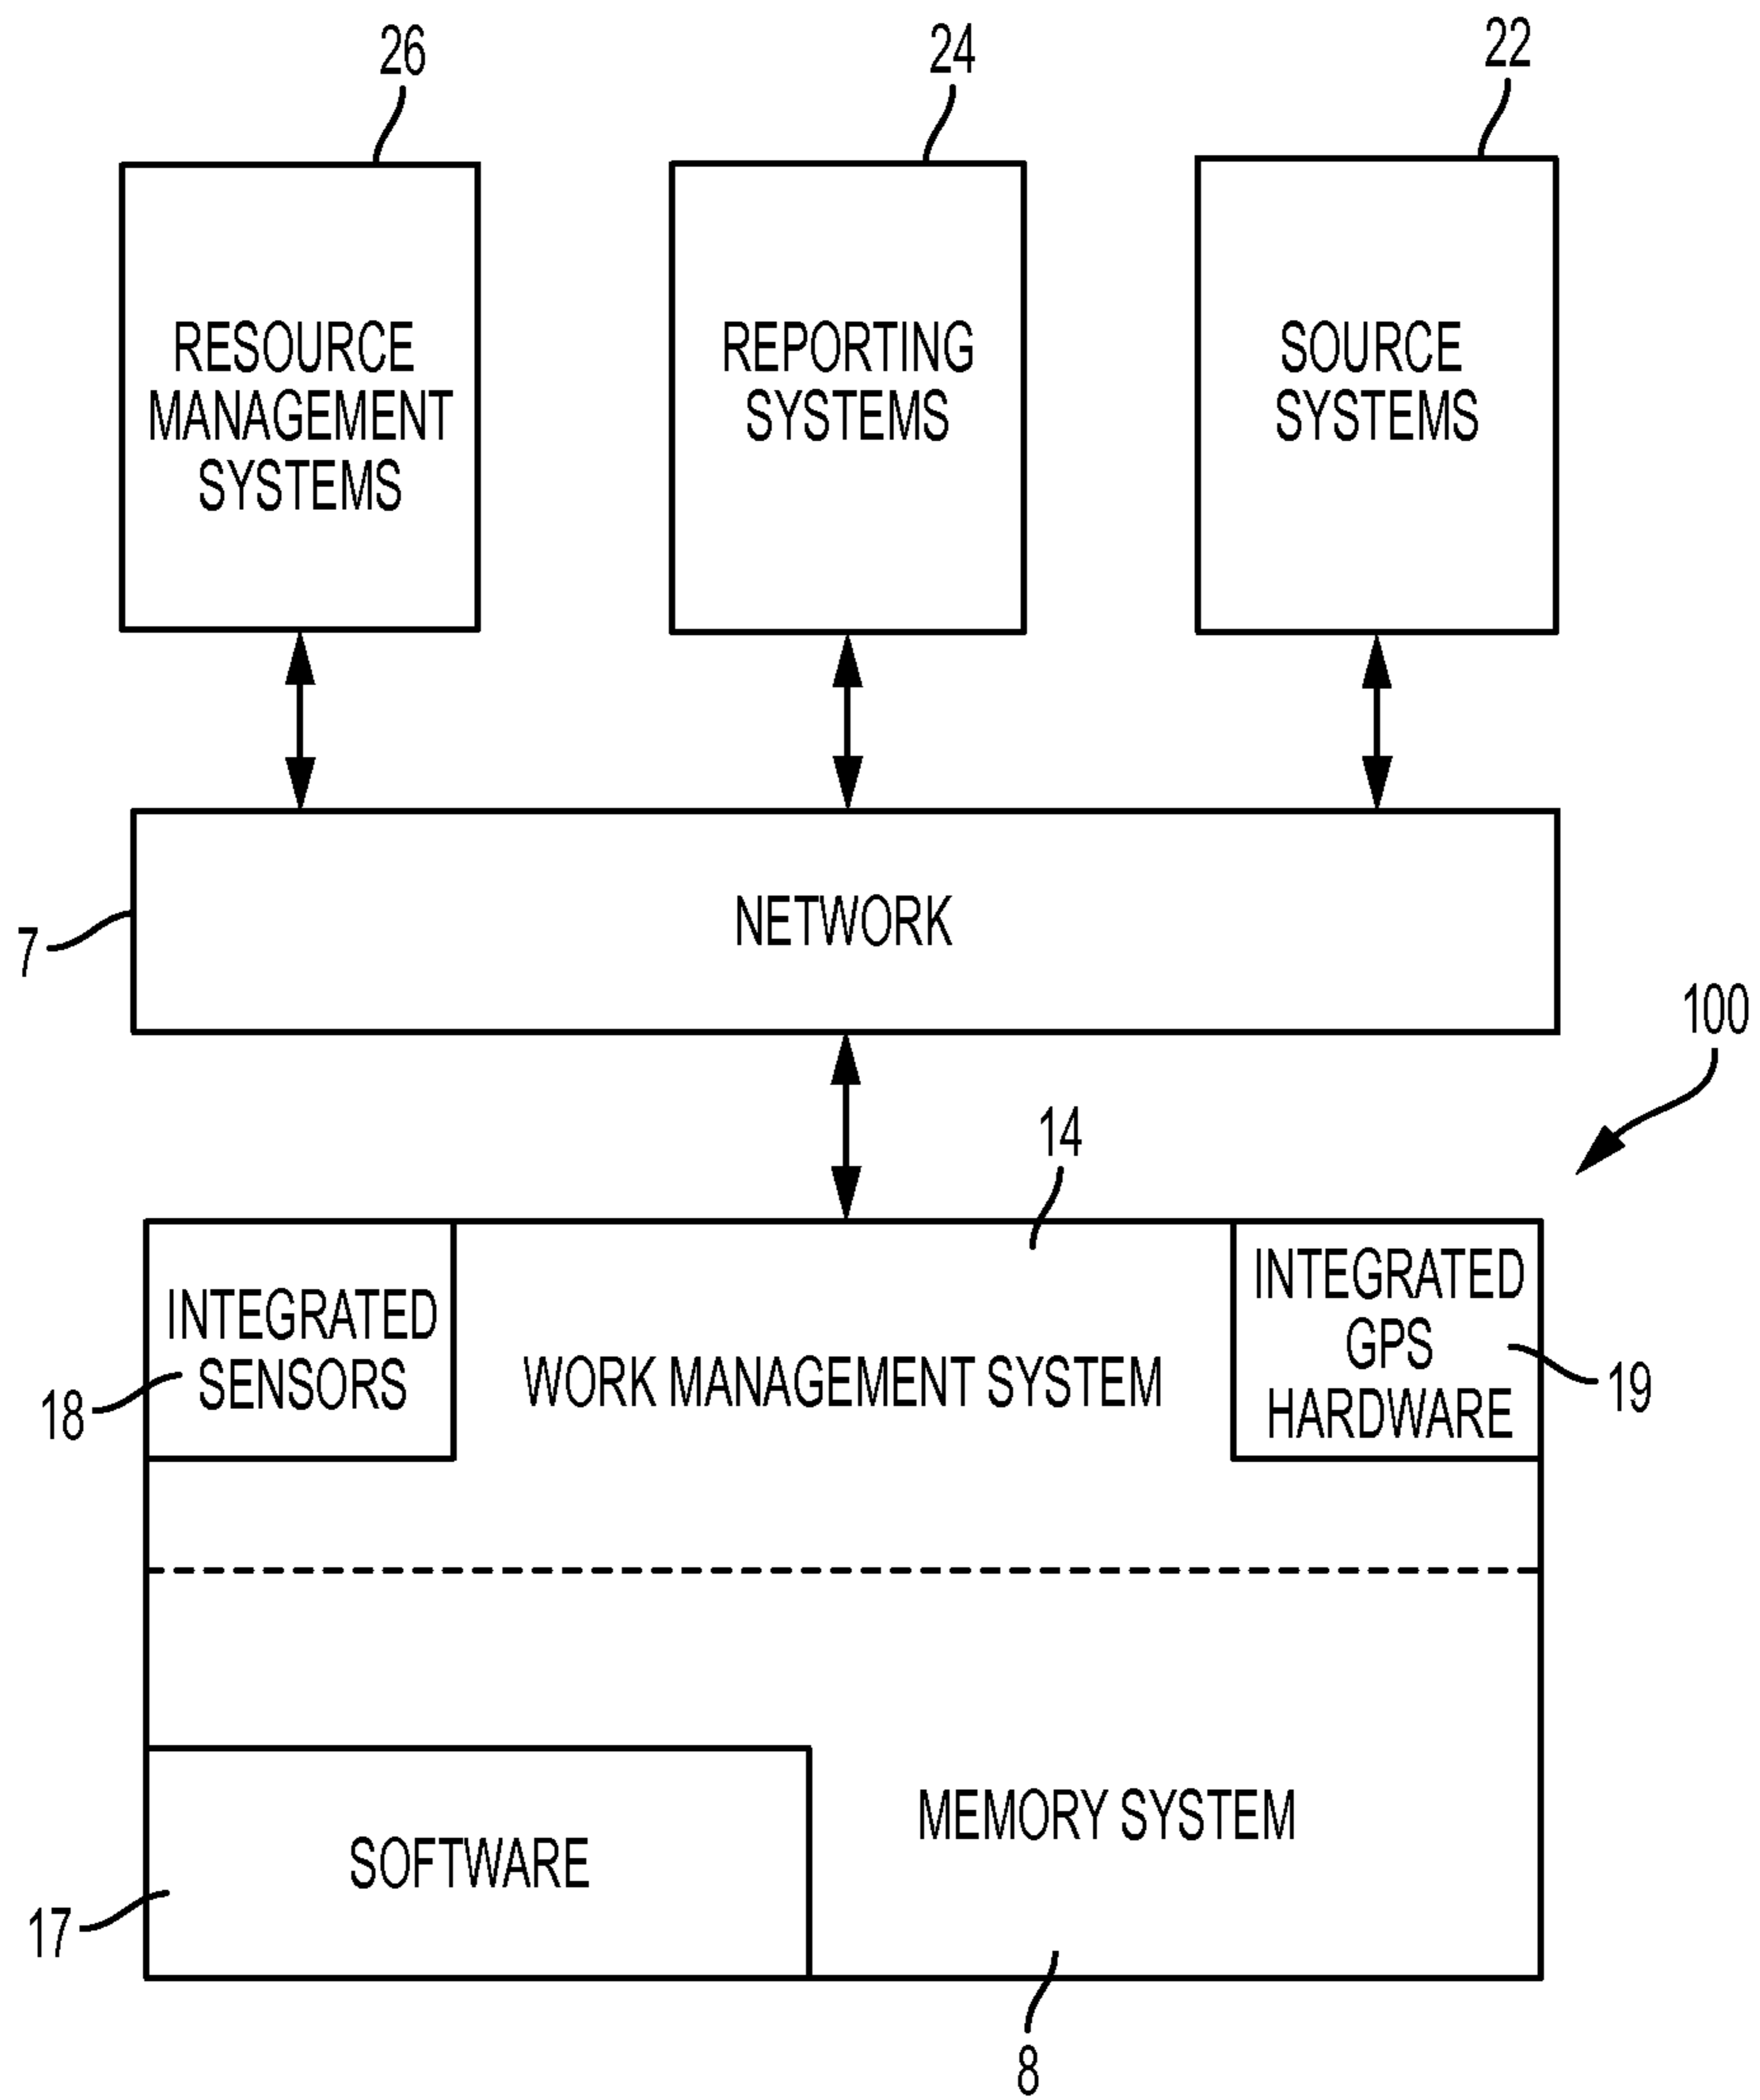 26
24
22
RESOURCE
MANAGEMENT
SYSTEMS
REPORTING
SYSTEMS
SOURCE
SYSTEMS
NETWORK
7
100
14
INTEGRATED
SENSORS
18
WORK MANAGEMENT SYSTEM
INTEGRATED
GPS
HARDWARE
19
SOFTWARE
17
MEMORY SYSTEM
8